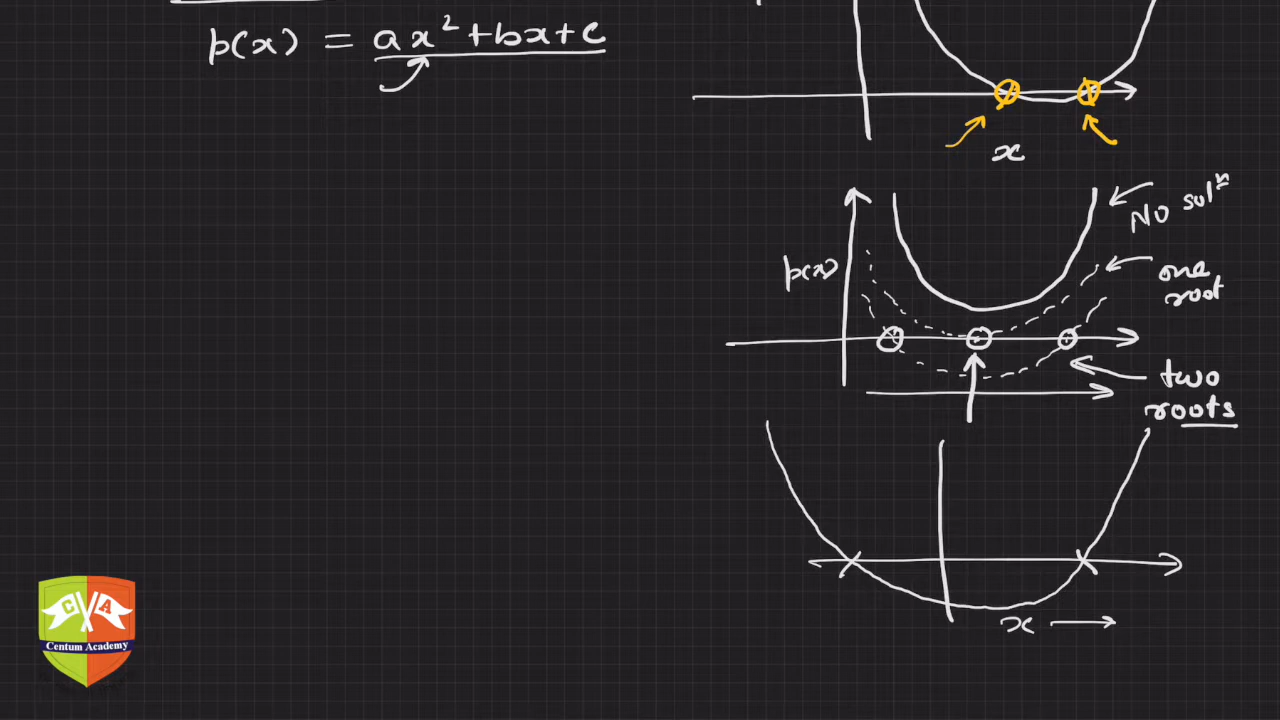 p(x) = ax²+bx+c
x
No solⁿ
p(x)
one
root
two
roots
x
C A
Centum Academy